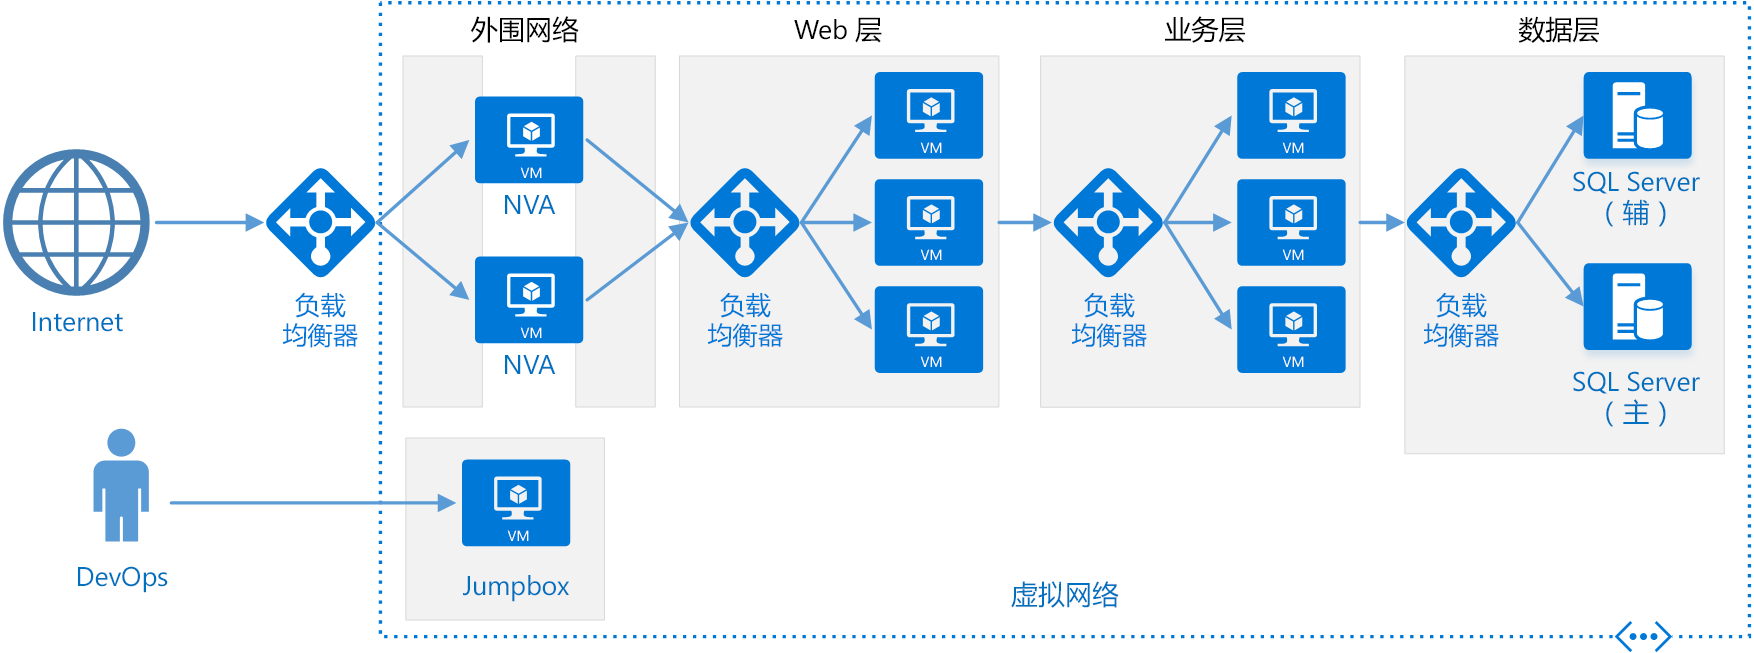 外围网络
Web 层
业务层
数据层
VM
NVA
VM
NVA
VM
VM
VM
VM
VM
VM
SQL Server
（辅）
SQL Server
（主）
Internet
负载
均衡器
负载
均衡器
负载
均衡器
负载
均衡器
DevOps
VM
Jumpbox
虚拟网络